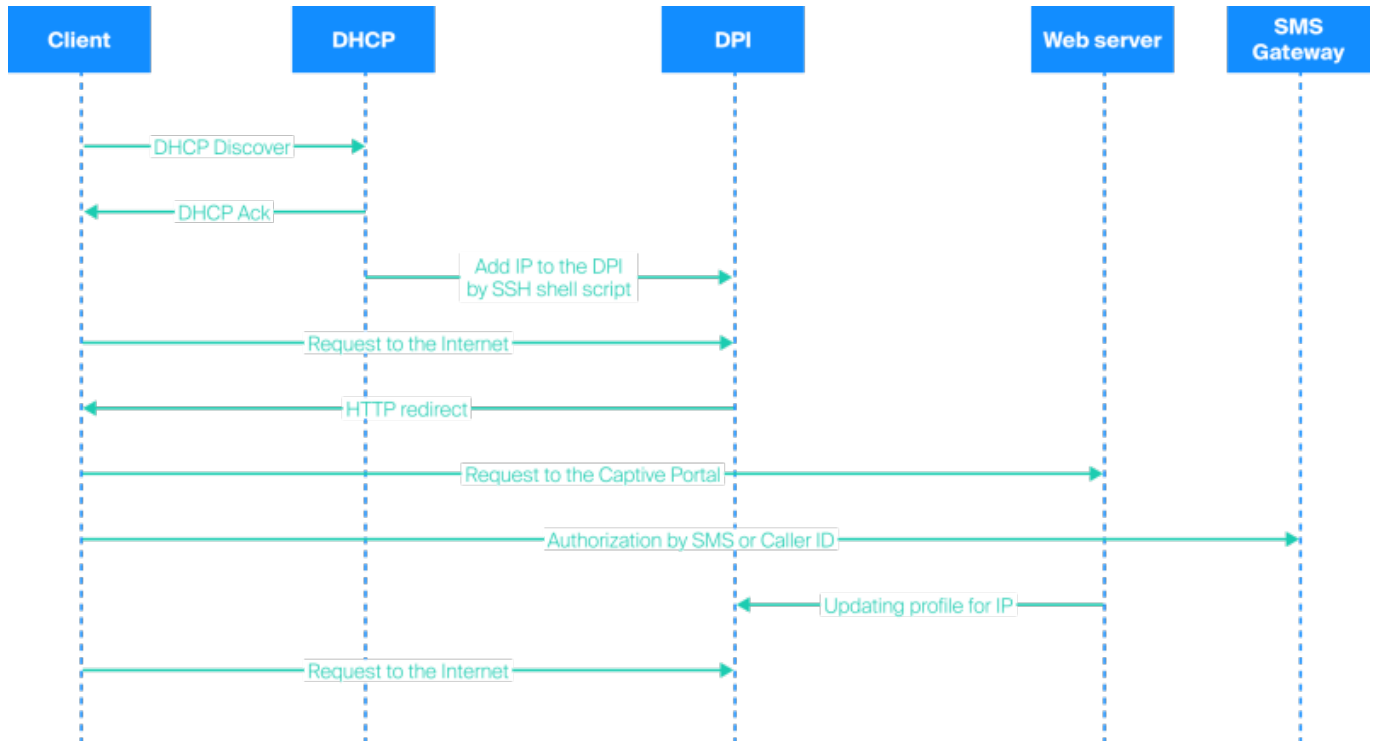 Client
DHCP
DPI
Web server
SMS
Gateway
DHCP Discover
DHCP Ack
Add IP to the DPI
by SSH shell script
Request to the Internet
HTTP redirect
Request to the Captive Portal
Authorization by SMS or Caller ID
Updating profile for IP
Request to the Internet